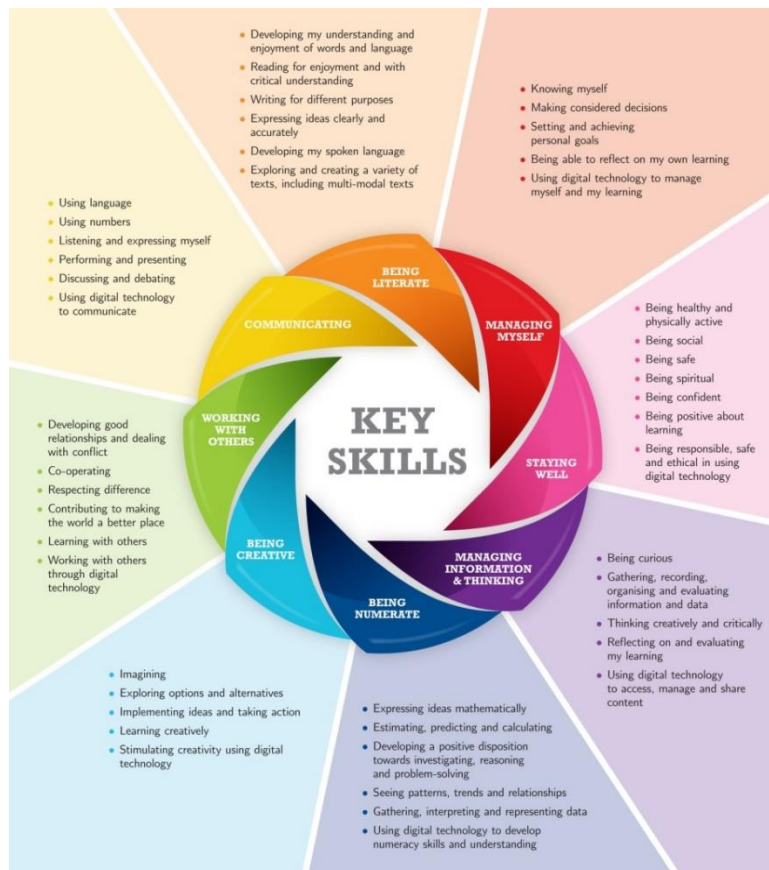 • Developing my understanding and
enjoyment of words and language
• Reading for enjoyment and with
critical understanding
• Writing for different purposes
• Expressing ideas clearly and
accurately
• Developing my spoken language
• Exploring and creating a variety of
texts, including multi-modal texts
• Knowing myself
• Making considered decisions
• Setting and achieving
personal goals
• Being able to reflect on my own learning
• Using digital technology to manage
myself and my learning
• Using language
• Using numbers
• Listening and expressing myself
• Performing and presenting
• Discussing and debating
• Using digital technology
to communicate
BEING
LITERATE
COMMUNICATING
MANAGING
MYSELF
• Being healthy and
physically active
• Being social
• Being safe
• Being spiritual
• Being confident
• Being positive about
learning
• Being responsible, safe
and ethical in using
digital technology
• Developing good
relationships and dealing
with conflict
• Co-operating
• Respecting difference
• Contributing to making
the world a better place
• Learning with others
• Working with others
through digital
technology
WORKING
WITH
OTHERS
KEY
SKILLS
STAYING
WELL
BEING
CREATIVE
MANAGING
INFORMATION
& THINKING
BEING
NUMERATE
• Being curious
• Gathering, recording,
organising and evaluating
information and data
• Thinking creatively and critically
• Reflecting on and evaluating
my learning
• Using digital technology
to access, manage and share
content
• Imagining
• Exploring options and alternatives
• Implementing ideas and taking action
• Learning creatively
• Stimulating creativity using digital
technology
• Expressing ideas mathematically
• Estimating, predicting and calculating
• Developing a positive disposition
towards investigating, reasoning
and problem-solving
• Seeing patterns, trends and relationships
• Gathering, interpreting and representing data
• Using digital technology to develop
numeracy skills and understanding